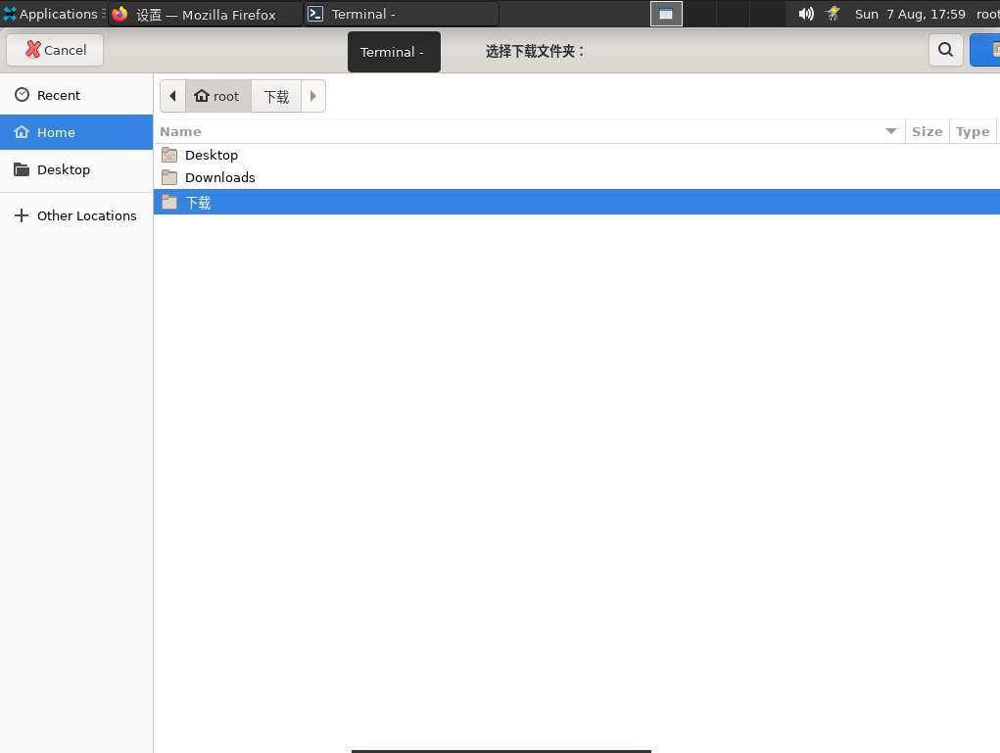 Applications 设置 — Mozilla Firefox Terminal - Sun 7 Aug, 17:59 root
Cancel Terminal - 选择下载文件夹：
Recent root 下载
Home Name Size Type
Desktop Desktop
Other Locations Downloads
下载